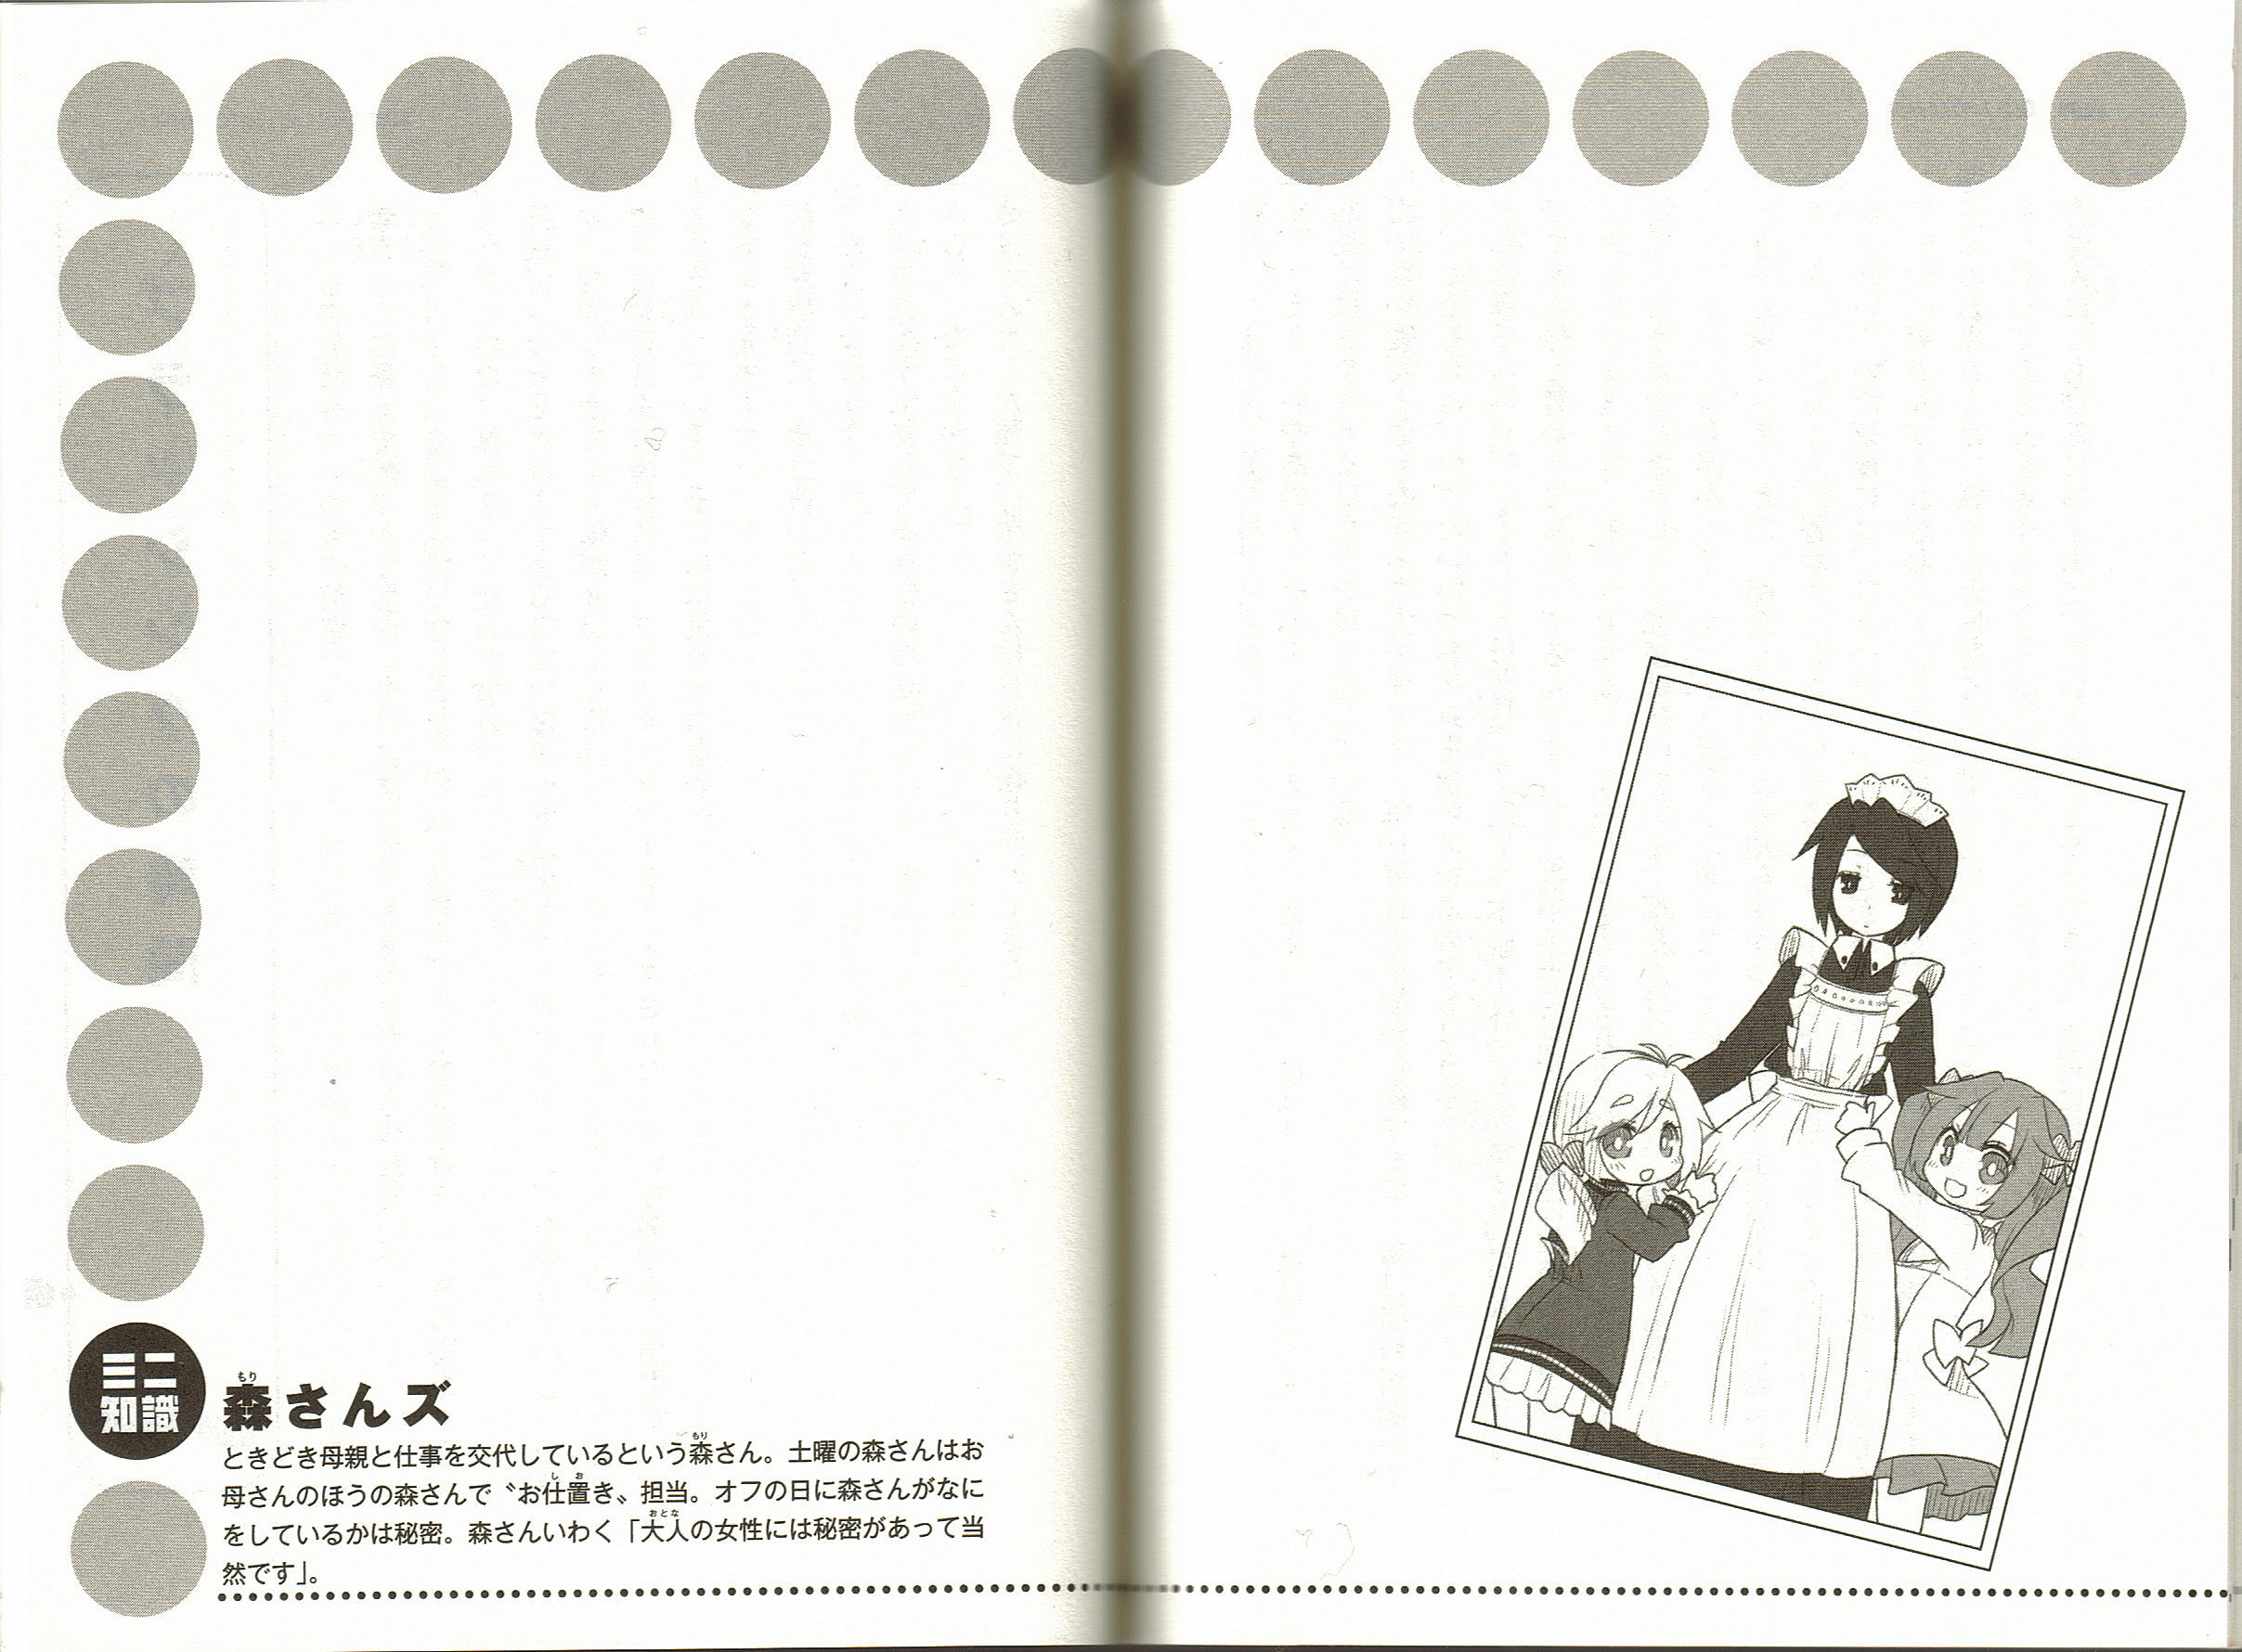 ミニ
知識
森さんズ
ときどき母親と仕事を交代しているという森さん。土曜の森さんはお
母さんのほうの森さんで〝お仕置き〟担当。オフの日に森さんがなに
をしているかは秘密。森さんいわく「大人の女性には秘密があって当
然です」。